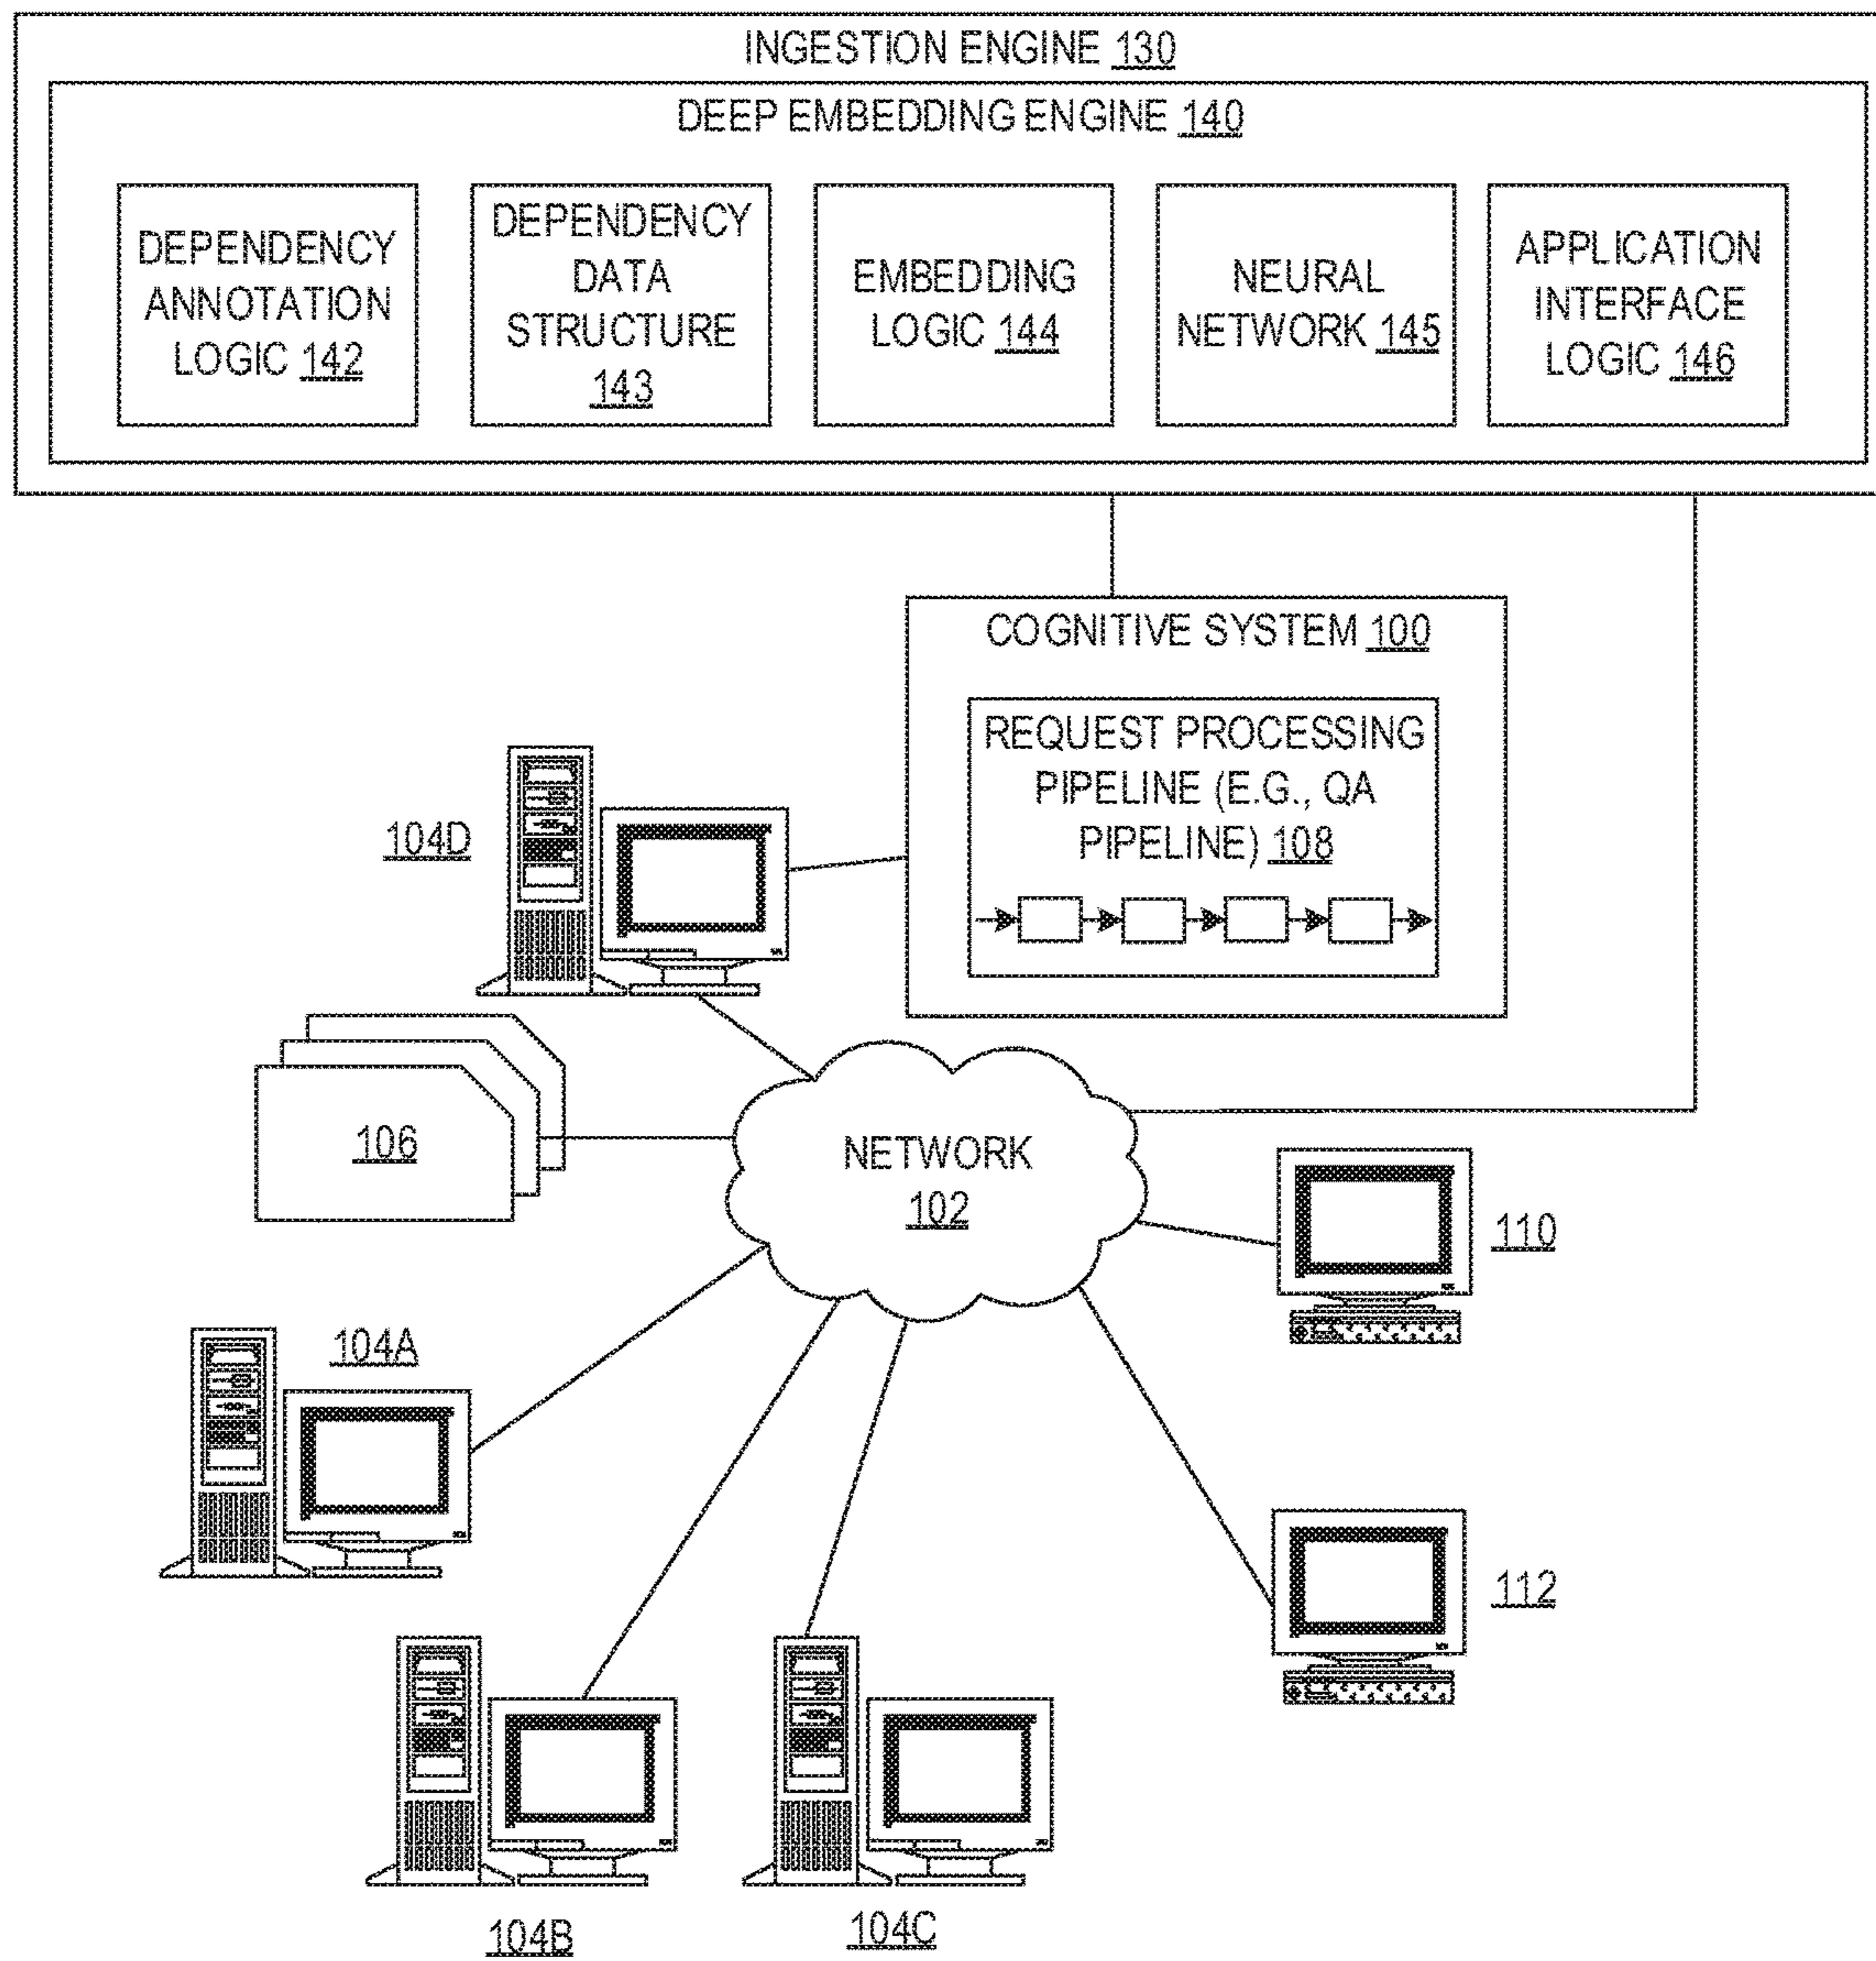 INGESTION ENGINE 130
DEEP EMBEDDING ENGINE 140
DEPENDENCY
ANNOTATION
LOGIC 142
DEPENDENCY
DATA
STRUCTURE
143
EMBEDDING
LOGIC 144
NEURAL
NETWORK 145
APPLICATION
INTERFACE
LOGIC 146
COGNITIVE SYSTEM 100
REQUEST PROCESSING
PIPELINE (E.G., QA
PIPELINE) 108
104D
106
NETWORK
102
110
104A
112
104B
104C